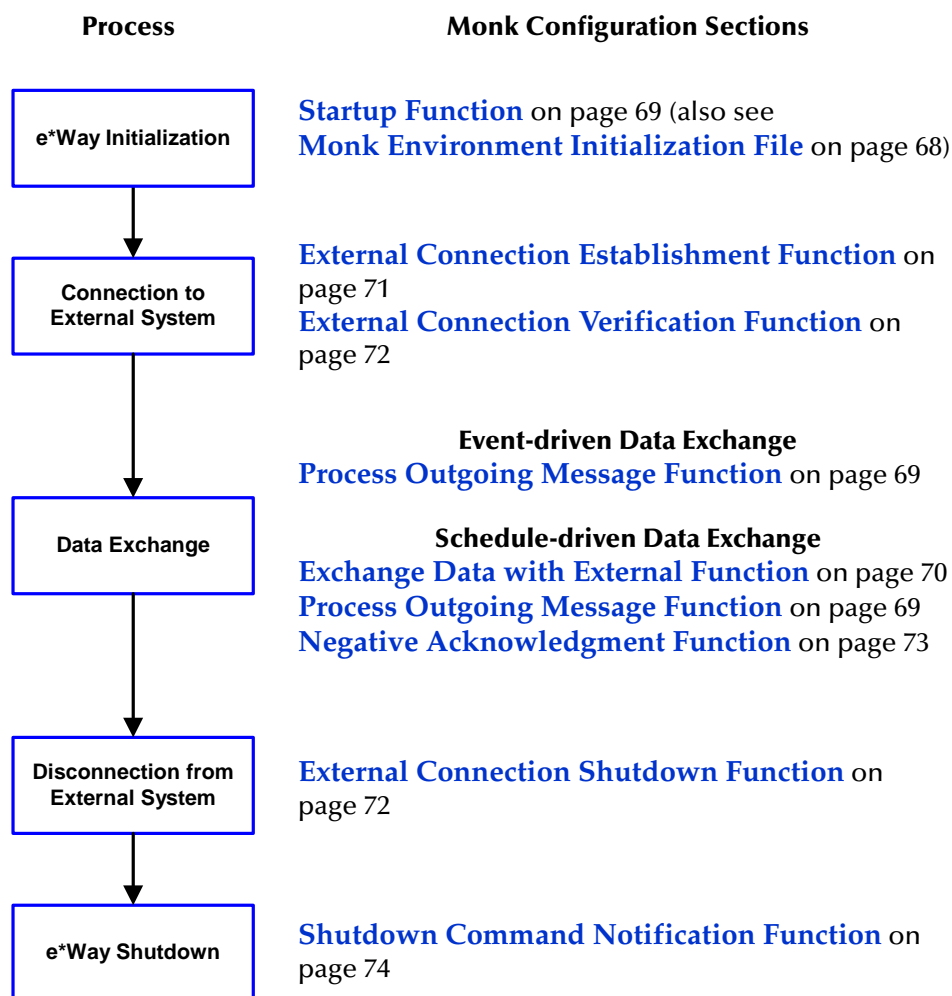 Process
Monk Configuration Sections
e*Way Initialization
Startup Function on page 69 (also see
Monk Environment Initialization File on page 68)
Connection to
External System
External Connection Establishment Function on
page 71
External Connection Verification Function on
page 72
Event-driven Data Exchange
Process Outgoing Message Function on page 69
Data Exchange
Schedule-driven Data Exchange
Exchange Data with External Function on page 70
Process Outgoing Message Function on page 69
Negative Acknowledgment Function on page 73
Disconnection from
External System
External Connection Shutdown Function on
page 72
e*Way Shutdown
Shutdown Command Notification Function on
page 74